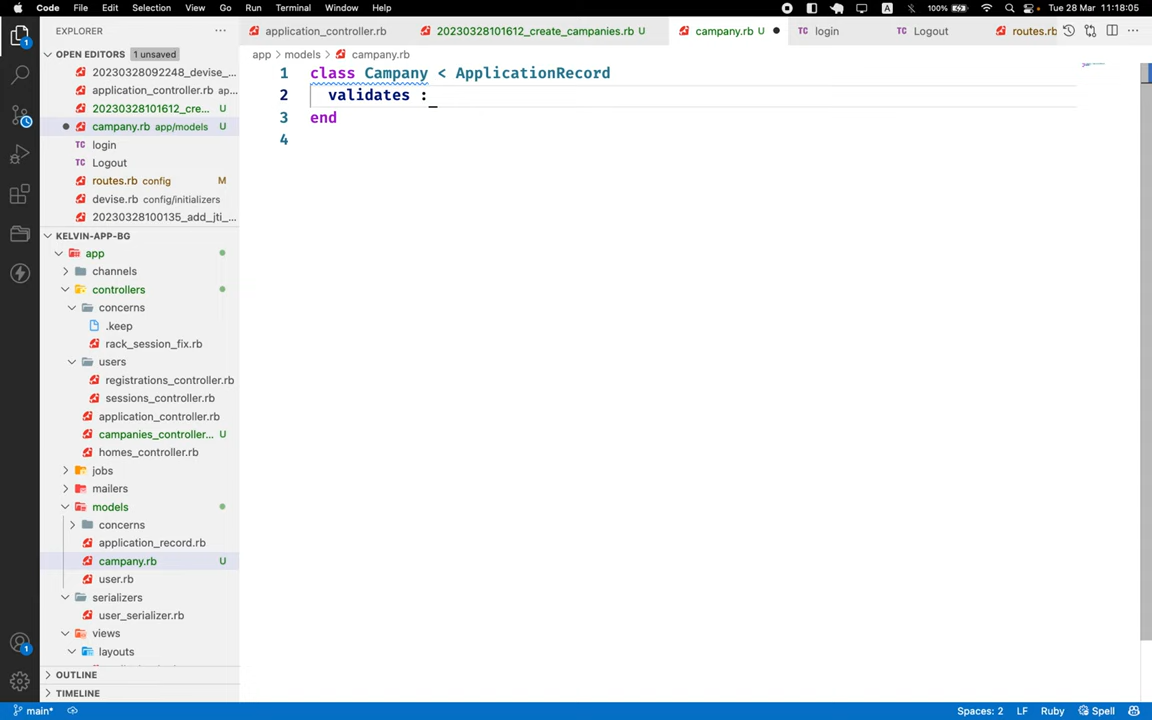 Code File Edit Selection View Go Run Terminal Window Help A 100% Tue 28 Mar 11:18:05
EXPLORER
application_controller.rb 20230328101612_create_companies.rb U campany.rb U login Logout routes.rb
OPEN EDITORS 1 unsaved
app models campany.rb
20230328092248_devise_...
application_controller.rb ap...
20230328101612_cre... U
campany.rb app/models U
TC login
TC Logout
routes.rb config M
devise.rb config/initializers
20230328100135_add_jti_...
1 class Campany < ApplicationRecord
2 validates :
3 end
4
KELVIN-APP-BG
app
channels
controllers
concerns
.keep
rack_session_fix.rb
users
registrations_controller.rb
sessions_controller.rb
application_controller.rb
campanies_controller... U
homes_controller.rb
jobs
mailers
models
concerns
application_record.rb
campany.rb U
user.rb
serializers
user_serializer.rb
views
layouts
OUTLINE
TIMELINE
main* Spaces: 2 LF Ruby Spell